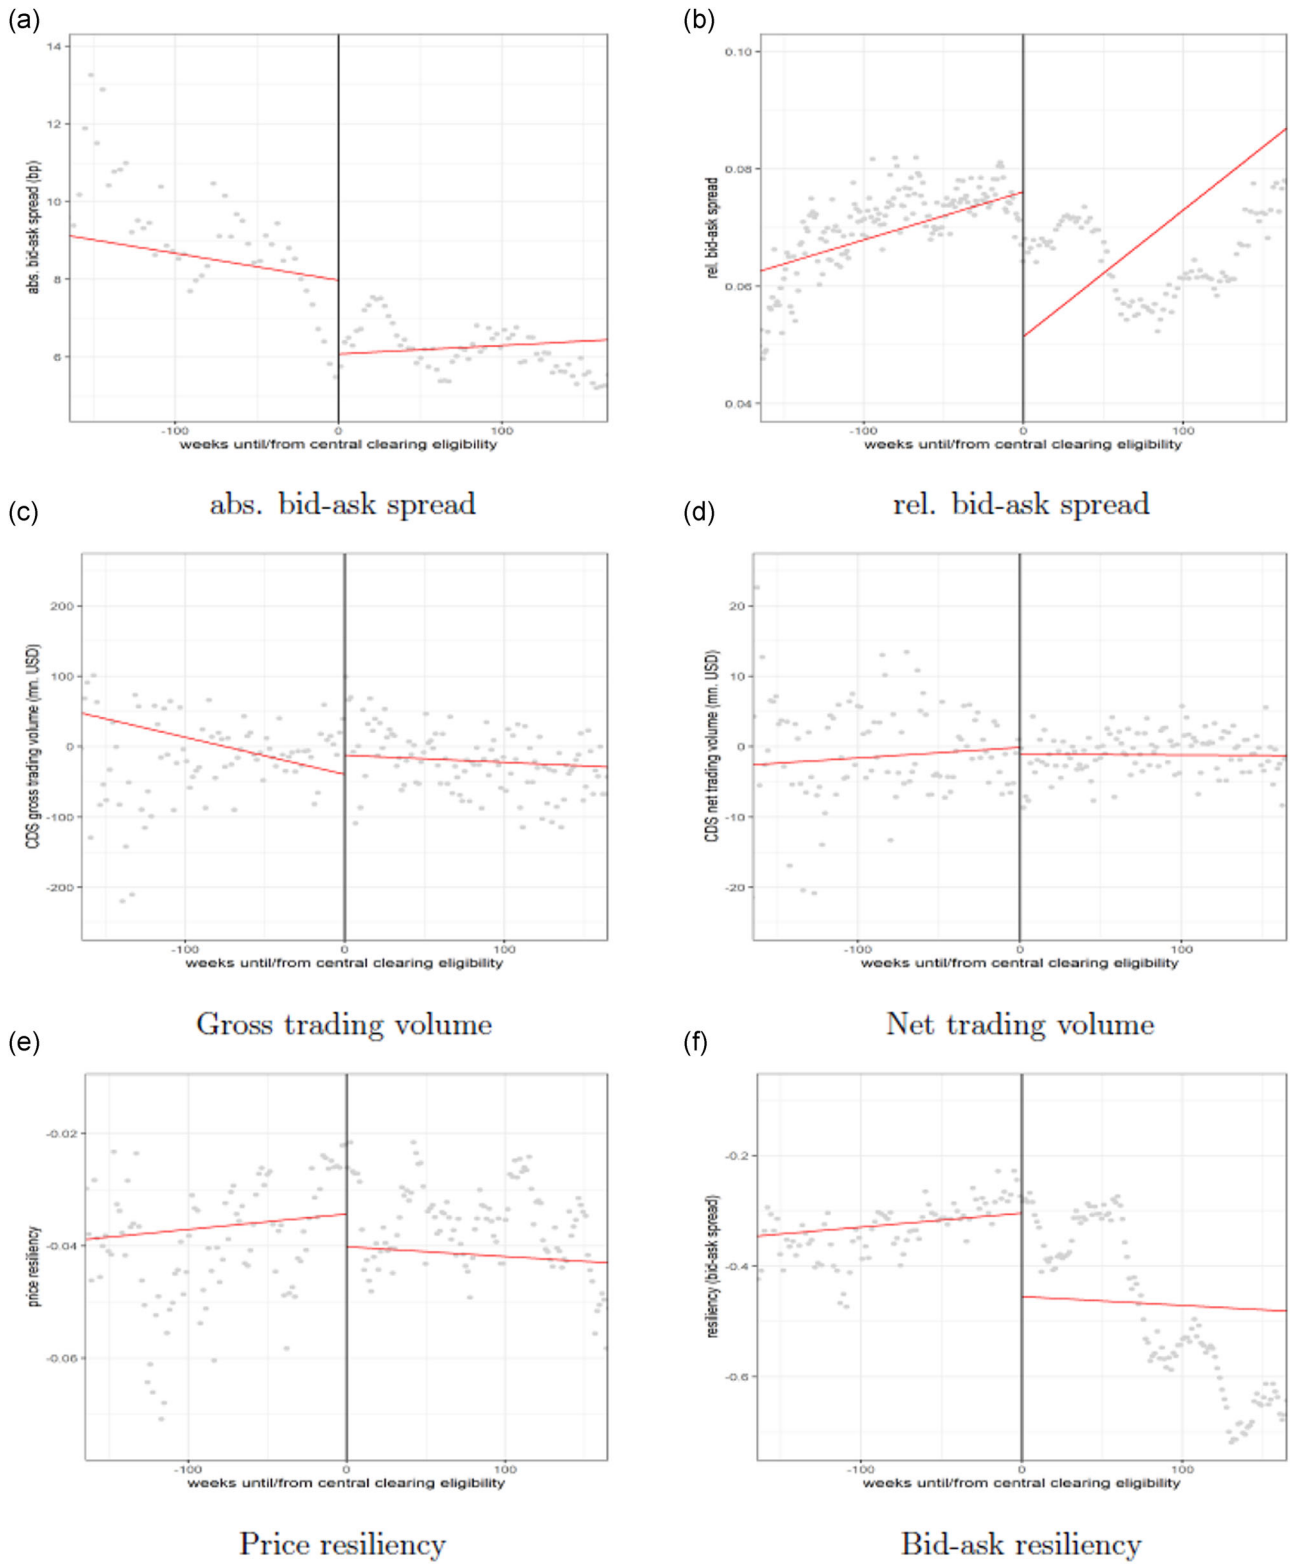 (a)
(b)
14
12
10
8
6
abs. bid-ask spread (bp)
-100
0
100
weeks until/from central clearing eligibility
0.10
0.08
0.06
0.04
rel. bid-ask spread
-100
0
100
weeks until/from central clearing eligibility
abs. bid-ask spread
rel. bid-ask spread
(c)
(d)
200
100
0
-100
-200
CDS gross trading volume (mn. USD)
-100
0
100
weeks until/from central clearing eligibility
20
10
0
-10
-20
CDS net trading volume (mn. USD)
-100
0
100
weeks until/from central clearing eligibility
Gross trading volume
Net trading volume
(e)
(f)
-0.02
-0.04
-0.06
price resiliency
-100
0
100
weeks until/from central clearing eligibility
-0.2
-0.4
-0.6
resiliency (bid-ask spread)
-100
0
100
weeks until/from central clearing eligibility
Price resiliency
Bid-ask resiliency